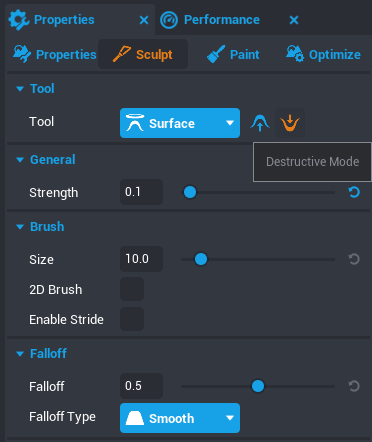 Properties
Performance
Properties
Sculpt
Paint
Optimize
Tool
Tool
Surface
Destructive Mode
General
Strength
0.1
Brush
Size
10.0
2D Brush
Enable Stride
Falloff
Falloff
0.5
Falloff Type
Smooth